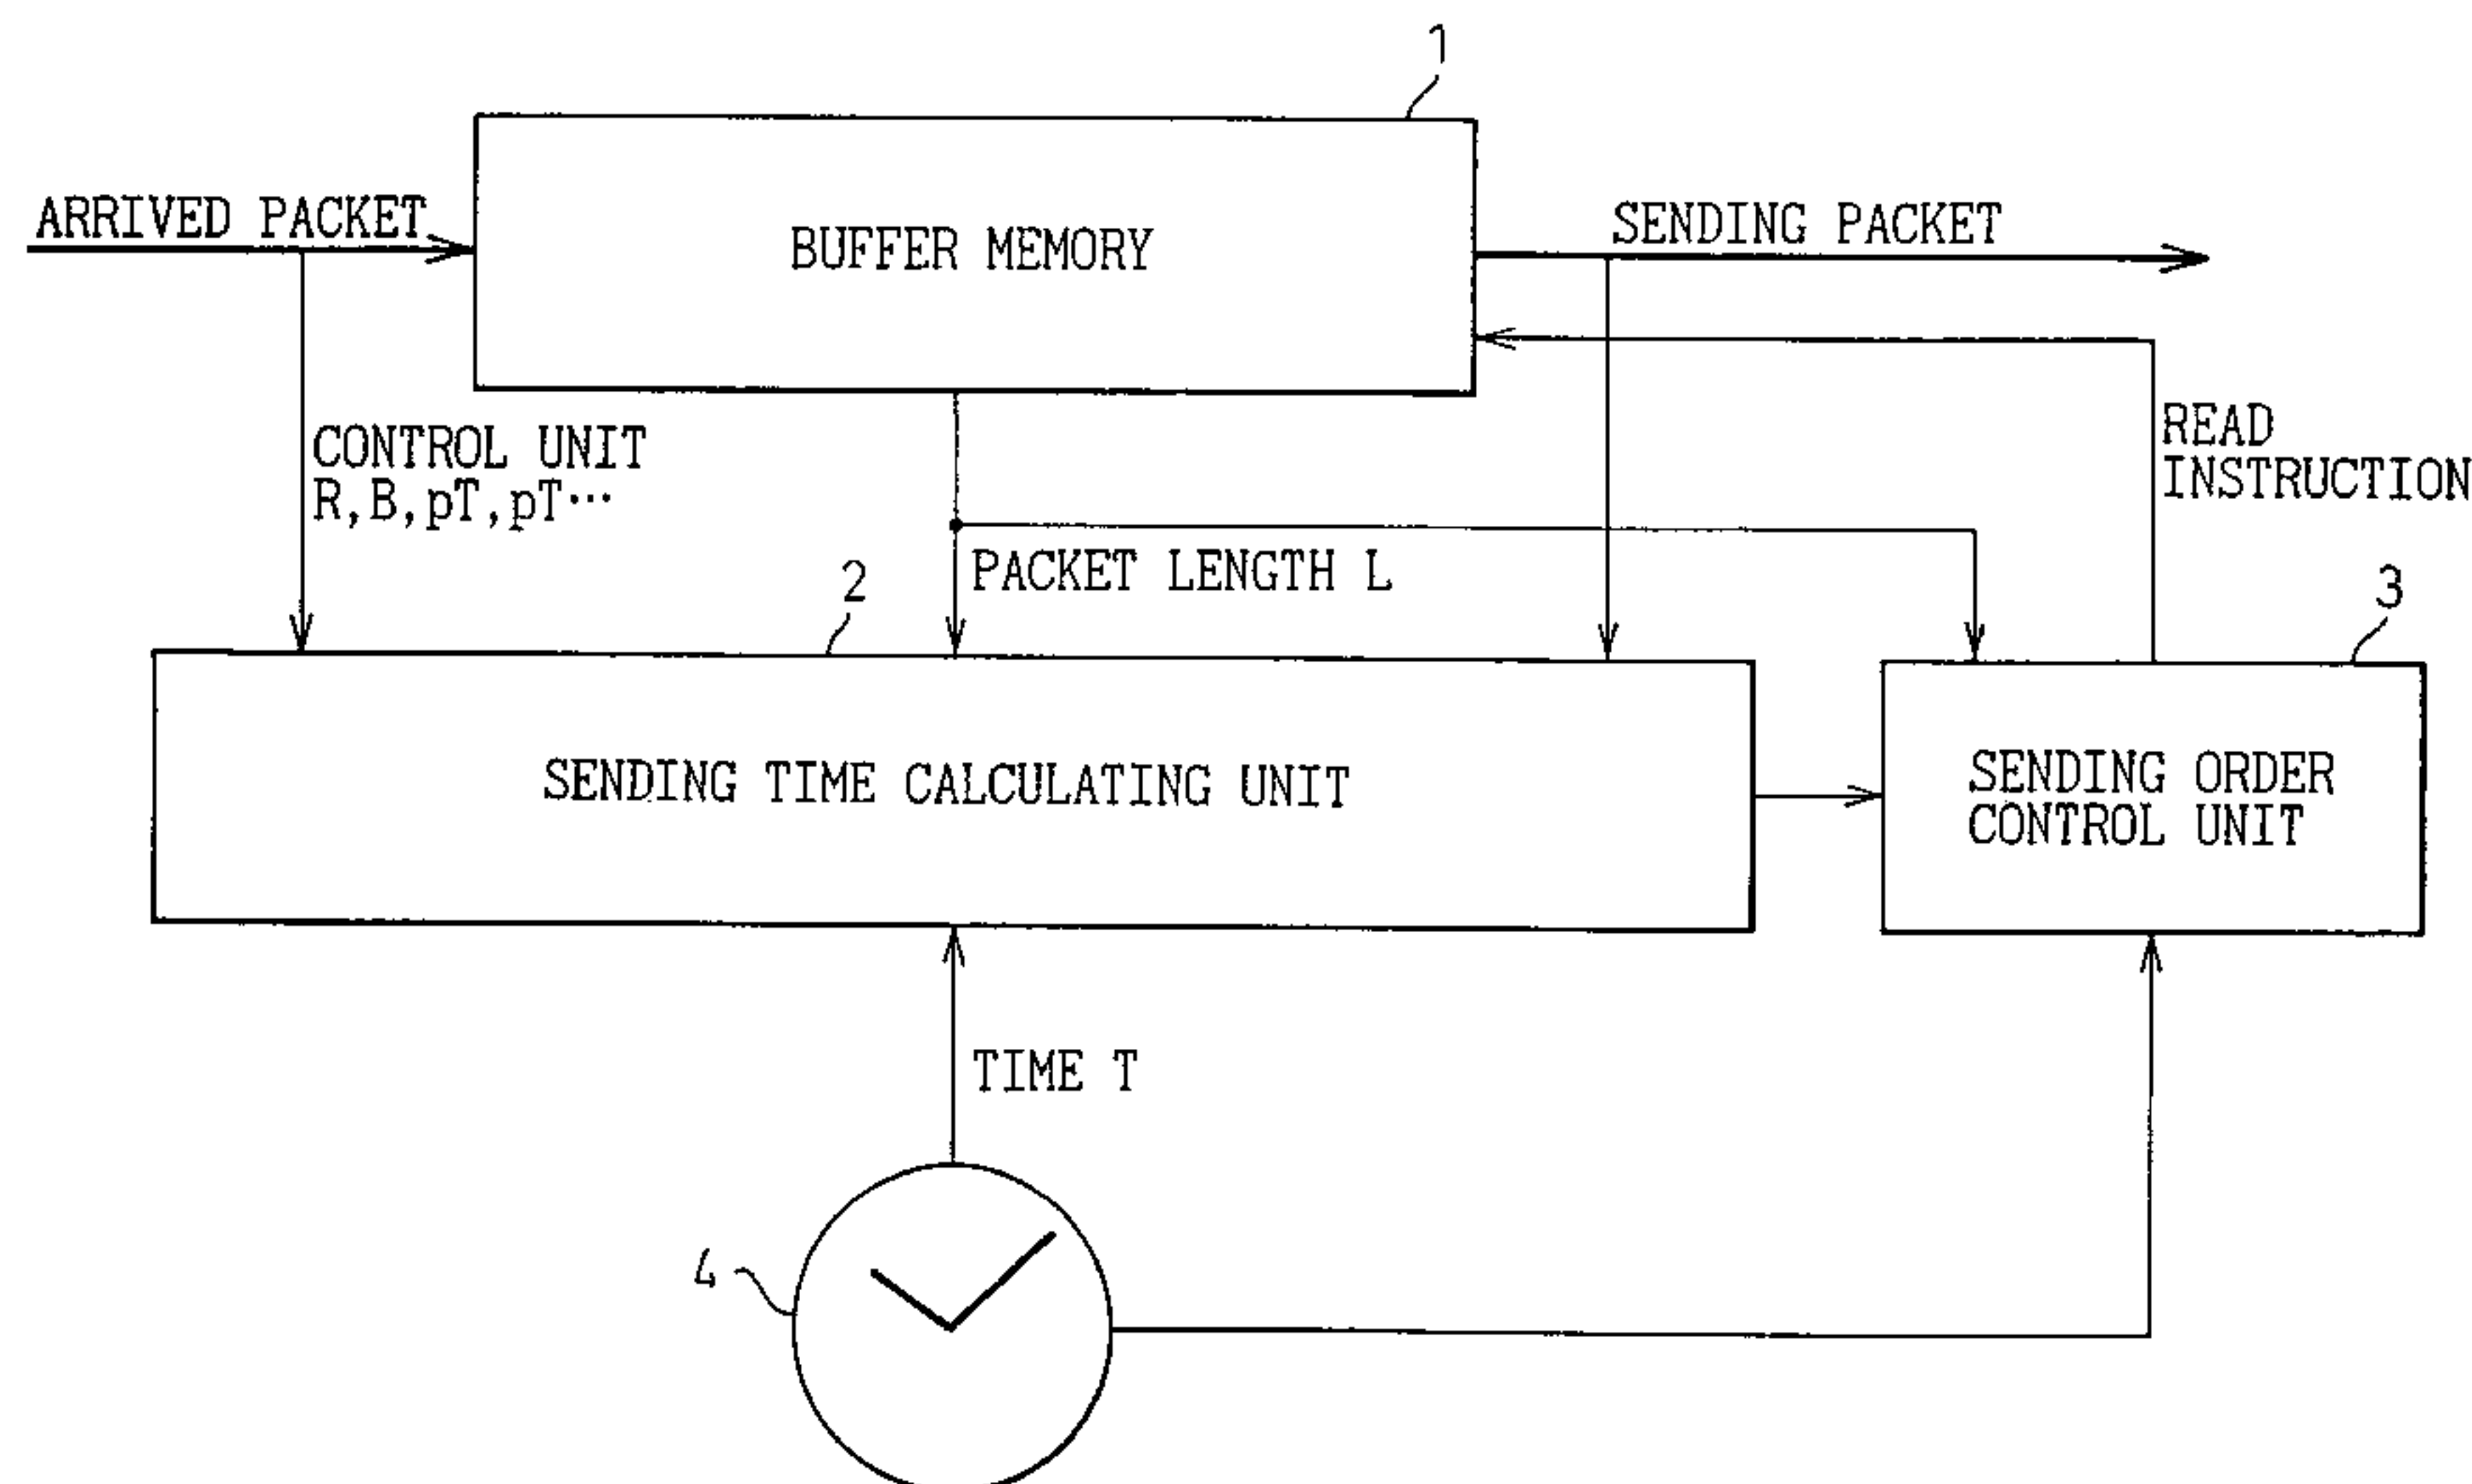 1
ARRIVED PACKET
BUFFER MEMORY
SENDING PACKET
CONTROL UNIT
R,B,pT,pT···
READ
INSTRUCTION
PACKET LENGTH L
2
3
SENDING TIME CALCULATING UNIT
SENDING ORDER
CONTROL UNIT
TIME T
4